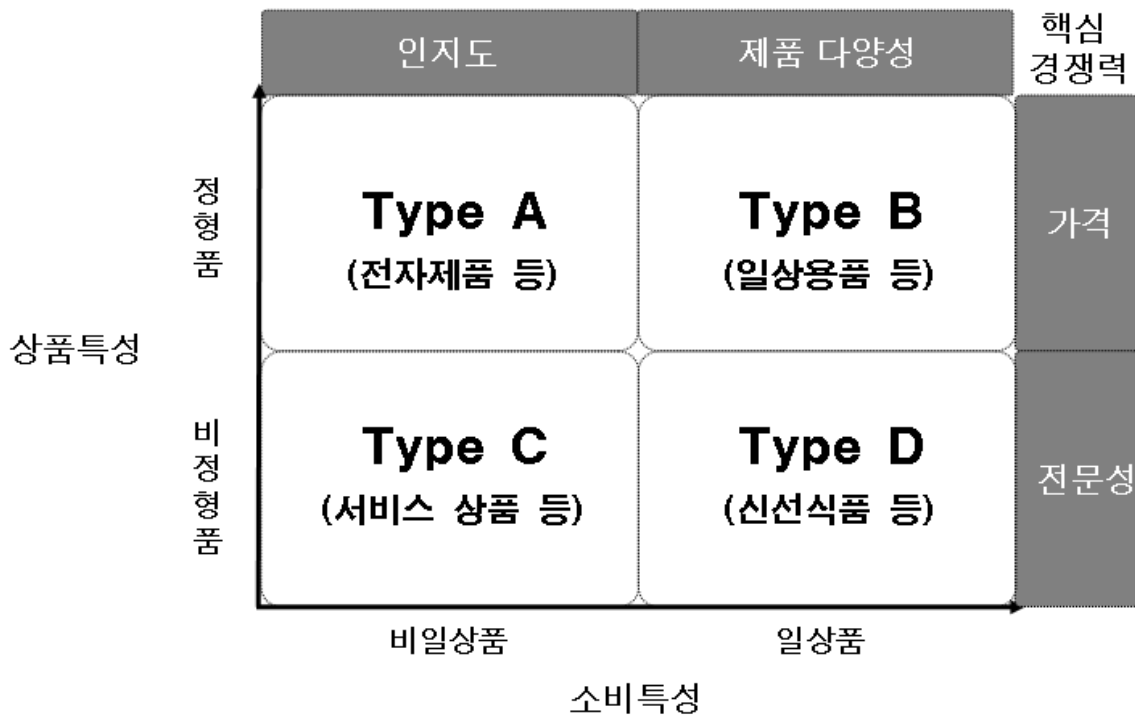 인지도
제품 다양성
핵심
경쟁력
정형품
Type A
(전자제품 등)
Type B
(일상용품 등)
가격
상품특성
비정형품
Type C
(서비스 상품 등)
Type D
(신선식품 등)
전문성
비일상품
일상품
소비특성